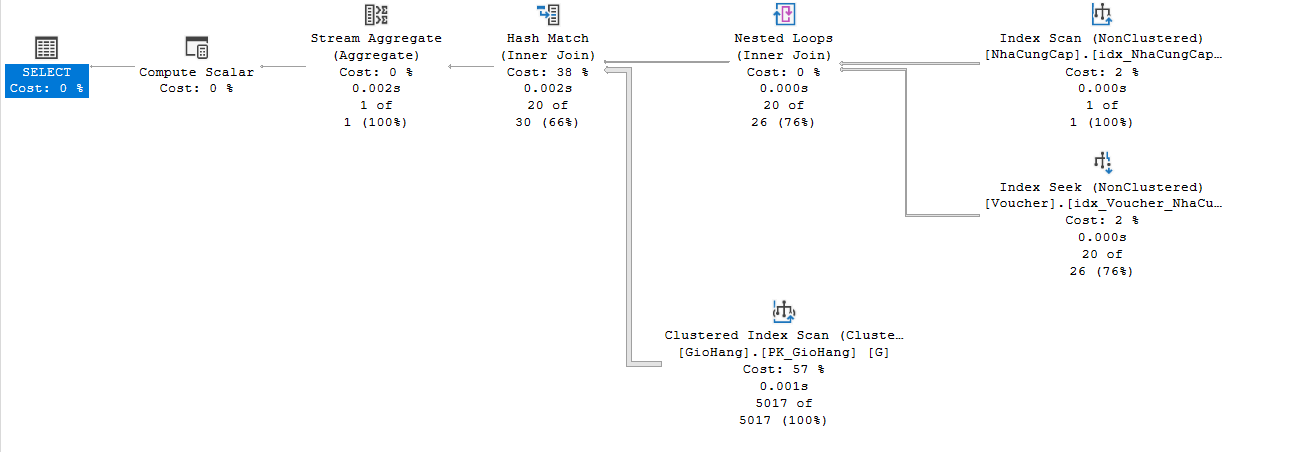 SELECT
Cost: 0 %
Compute Scalar
Cost: 0 %
Stream Aggregate
(Aggregate)
Cost: 0 %
0.002s
1 of
1 (100%)
Hash Match
(Inner Join)
Cost: 38 %
0.002s
20 of
30 (66%)
Nested Loops
(Inner Join)
Cost: 0 %
0.000s
20 of
26 (76%)
Index Scan (NonClustered)
[NhaCungCap].[idx_NhaCungCap…
Cost: 2 %
0.000s
1 of
1 (100%)
Index Seek (NonClustered)
[Voucher].[idx_Voucher_NhaCu…
Cost: 2 %
0.000s
20 of
26 (76%)
Clustered Index Scan (Cluste…
[GioHang].[PK_GioHang] [G]
Cost: 57 %
0.001s
5017 of
5017 (100%)